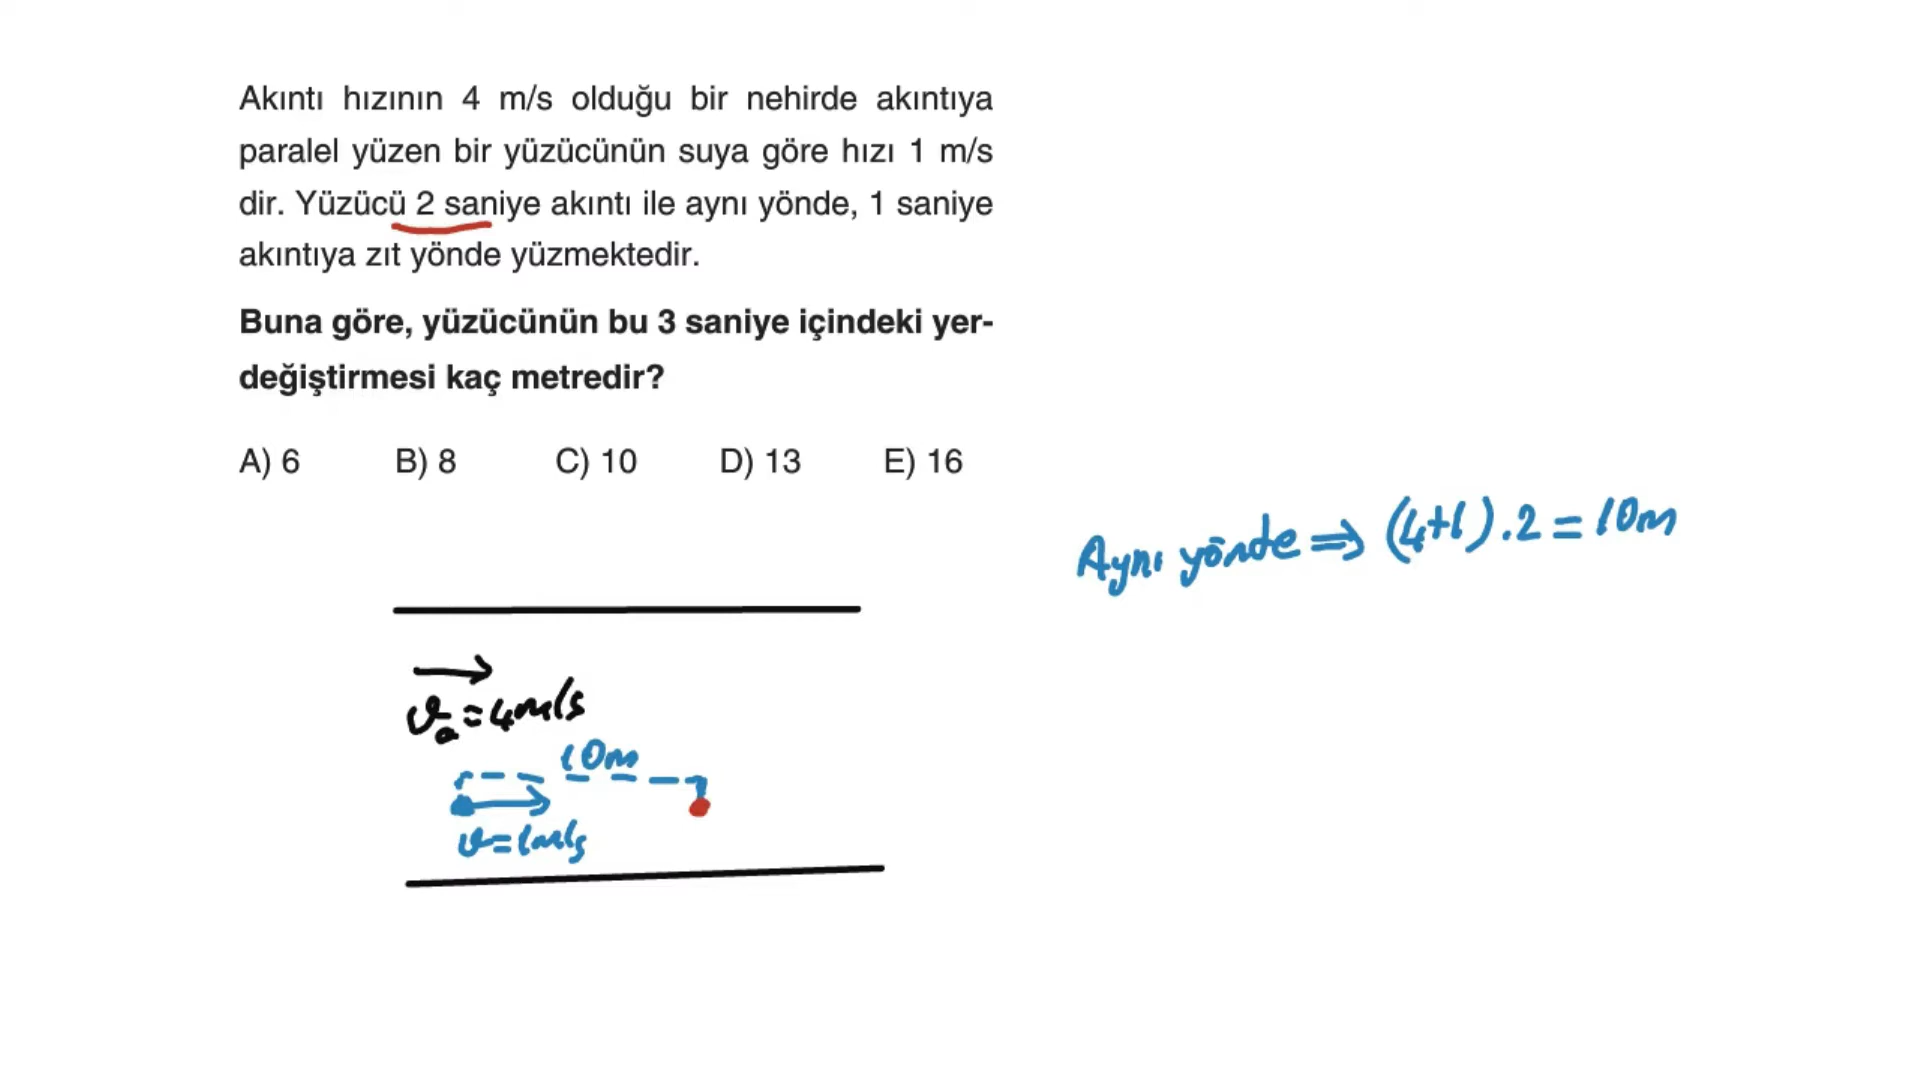 Akıntı hızının 4 m/s olduğu bir nehirde akıntıya
paralel yüzen bir yüzücünün suya göre hızı 1 m/s
dir. Yüzücü 2 saniye akıntı ile aynı yönde, 1 saniye
akıntıya zıt yönde yüzmektedir.
Buna göre, yüzücünün bu 3 saniye içindeki yer-
değiştirmesi kaç metredir?
A) 6 B) 8 C) 10 D) 13 E) 16
Aynı yönde ⇒ (4+1).2 = 10m
ϑa = 4m/s
10m
ϑ = 1m/s